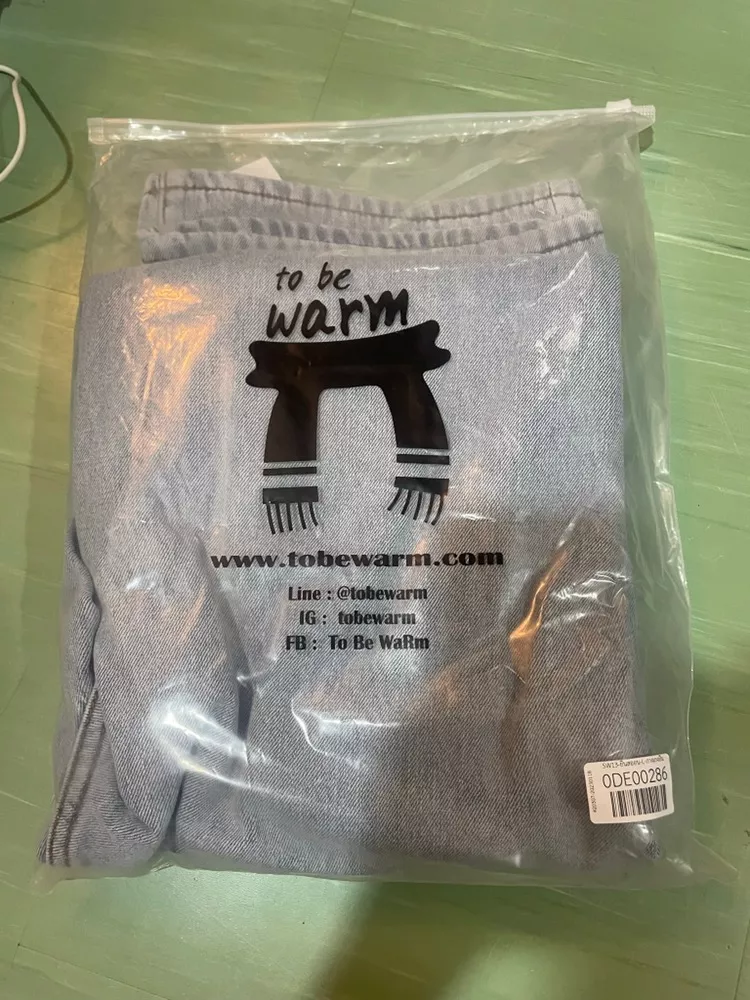 to be
warm
www.tobewarm.com
Line : @tobewarm
IG : tobewarm
FB : To Be WaRm
0DE00286